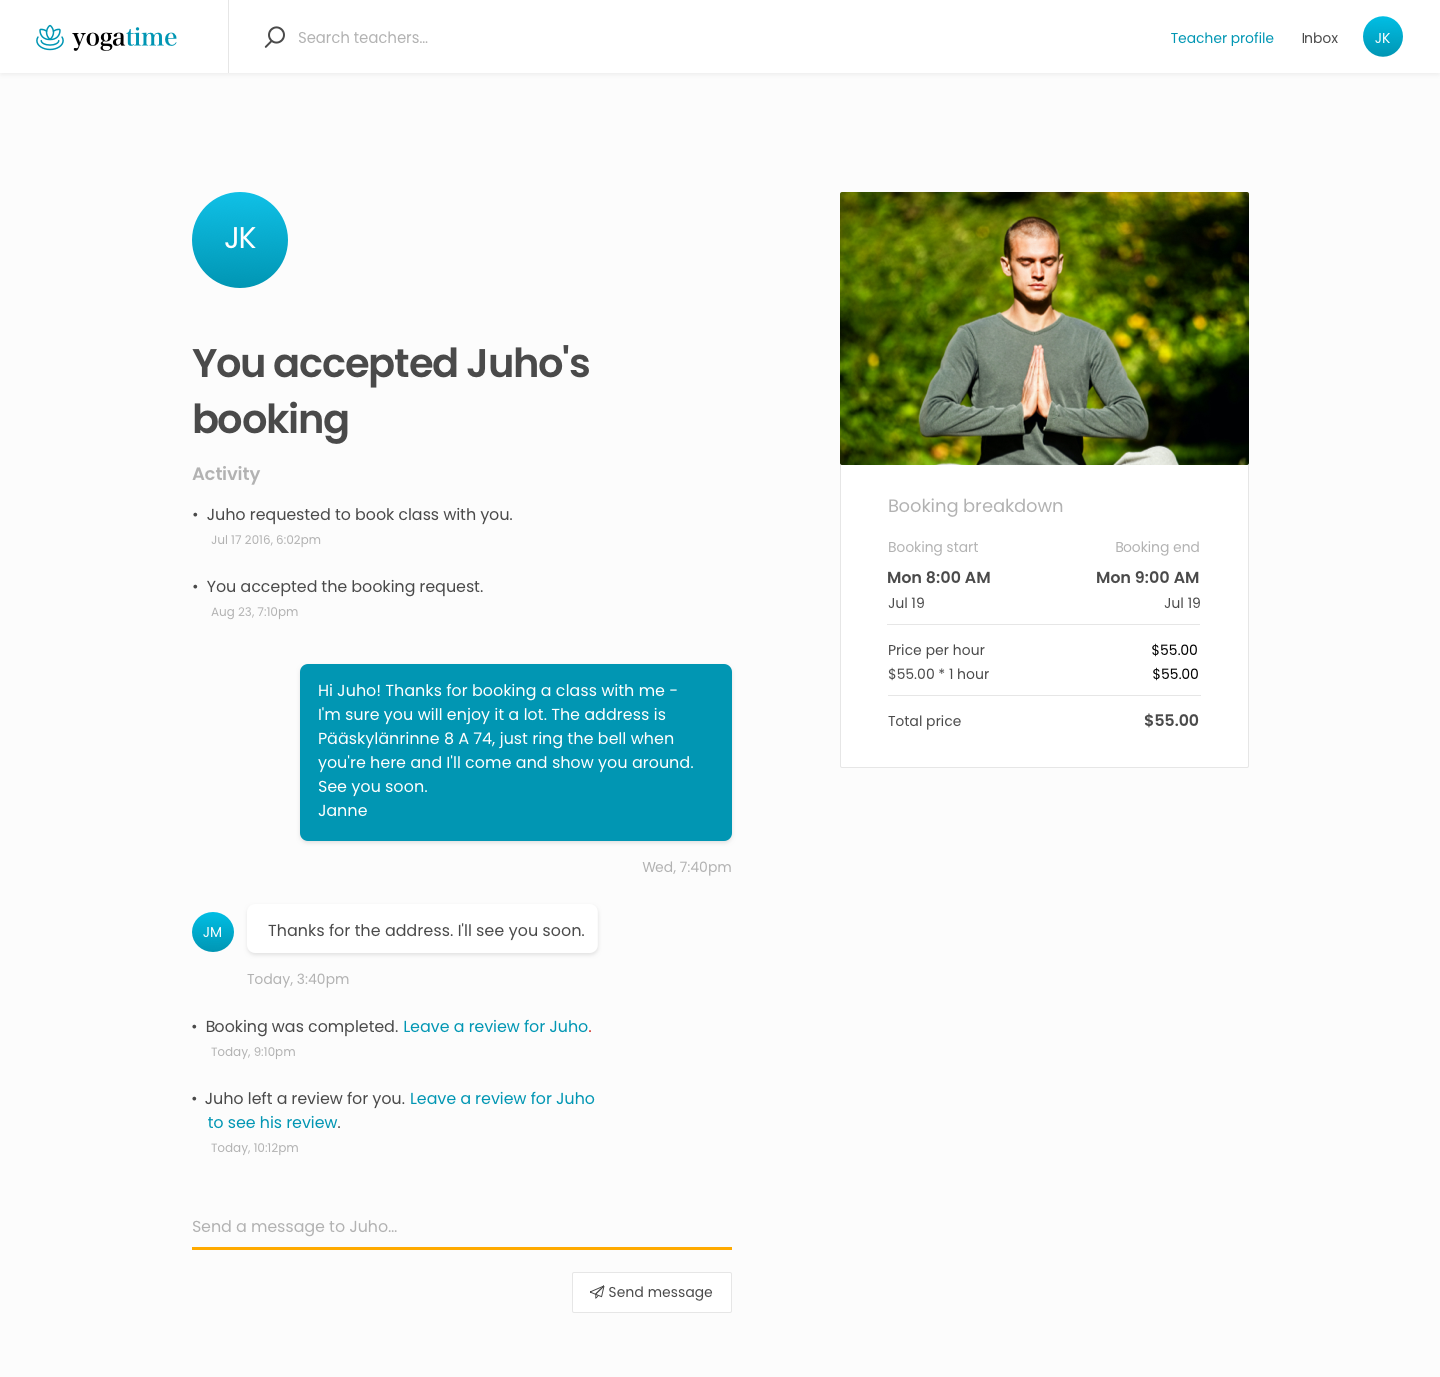 yogatime
Search teachers...
Teacher profile
Inbox
JK
JK
You accepted Juho's
booking
Activity
• Juho requested to book class with you.
Jul 17 2016, 6:02pm
• You accepted the booking request.
Aug 23, 7:10pm
Hi Juho! Thanks for booking a class with me -
I'm sure you will enjoy it a lot. The address is
Pääskylänrinne 8 A 74, just ring the bell when
you're here and I'll come and show you around.
See you soon.
Janne
Wed, 7:40pm
JM
Thanks for the address. I'll see you soon.
Today, 3:40pm
• Booking was completed. Leave a review for Juho.
Today, 9:10pm
• Juho left a review for you. Leave a review for Juho
to see his review.
Today, 10:12pm
Send a message to Juho...
Send message
Booking breakdown
Booking start Booking end
Mon 8:00 AM Mon 9:00 AM
Jul 19 Jul 19
Price per hour $55.00
$55.00 * 1 hour $55.00
Total price $55.00